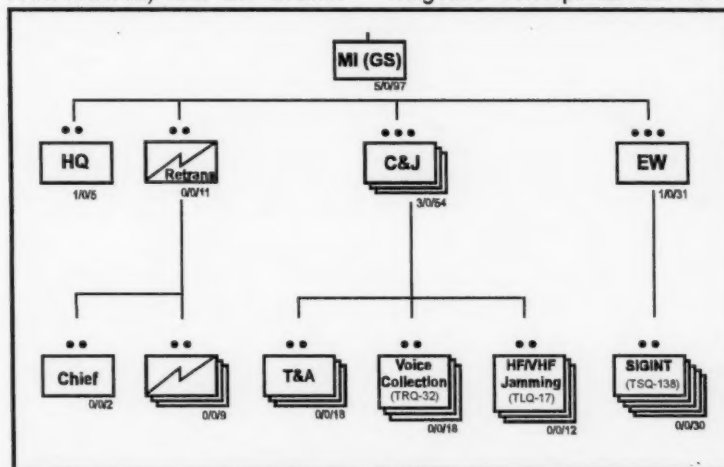 MI (GS)
5/0/97
HQ
1/0/5
Retrans
0/0/11
C&J
3/0/54
EW
1/0/31
Chief
0/0/2
0/0/9
T&A
0/0/18
Voice
Collection
(TRQ-32)
0/0/18
HF/VHF
Jamming
(TLQ-17)
0/0/12
SIGINT
(TSQ-138)
0/0/30